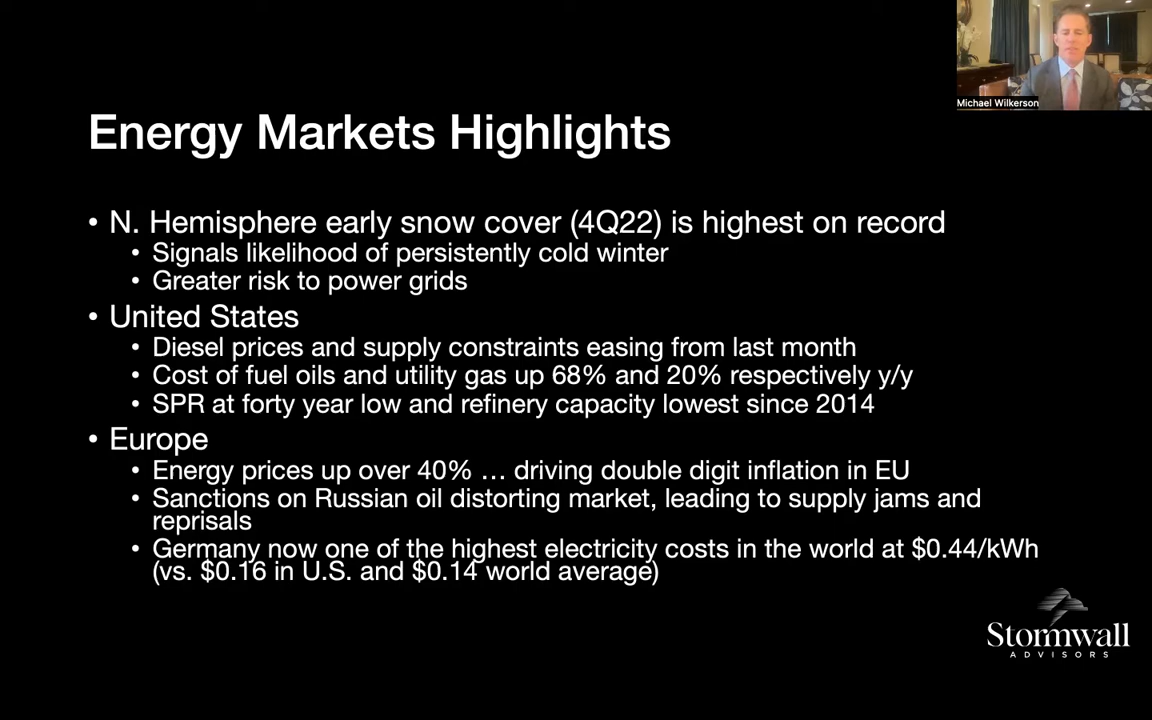 Michael Wilkerson
Energy Markets Highlights
• N. Hemisphere early snow cover (4Q22) is highest on record
• Signals likelihood of persistently cold winter
• Greater risk to power grids
• United States
• Diesel prices and supply constraints easing from last month
• Cost of fuel oils and utility gas up 68% and 20% respectively y/y
• SPR at forty year low and refinery capacity lowest since 2014
• Europe
• Energy prices up over 40% … driving double digit inflation in EU
• Sanctions on Russian oil distorting market, leading to supply jams and
reprisals
• Germany now one of the highest electricity costs in the world at $0.44/kWh
(vs. $0.16 in U.S. and $0.14 world average)
Stormwall
ADVISORS